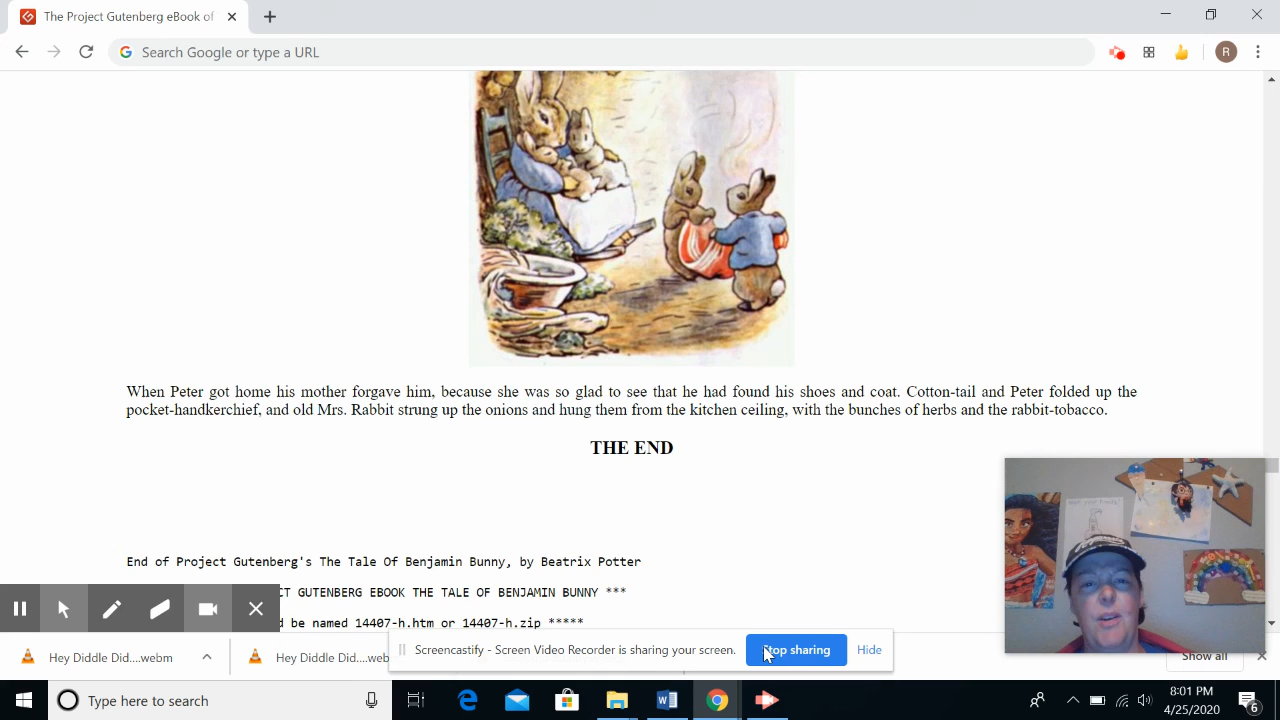 The Project Gutenberg eBook of
Search Google or type a URL
R
When Peter got home his mother forgave him, because she was so glad to see that he had found his shoes and coat. Cotton-tail and Peter folded up the
pocket-handkerchief, and old Mrs. Rabbit strung up the onions and hung them from the kitchen ceiling, with the bunches of herbs and the rabbit-tobacco.
THE END
End of Project Gutenberg's The Tale Of Benjamin Bunny, by Beatrix Potter
CT GUTENBERG EBOOK THE TALE OF BENJAMIN BUNNY ***
d be named 14407-h.htm or 14407-h.zip *****
Hey Diddle Did....webm
Hey Diddle Did....web
Screencastify - Screen Video Recorder is sharing your screen.
Stop sharing
Hide
Show all
Type here to search
8:01 PM
4/25/2020
6